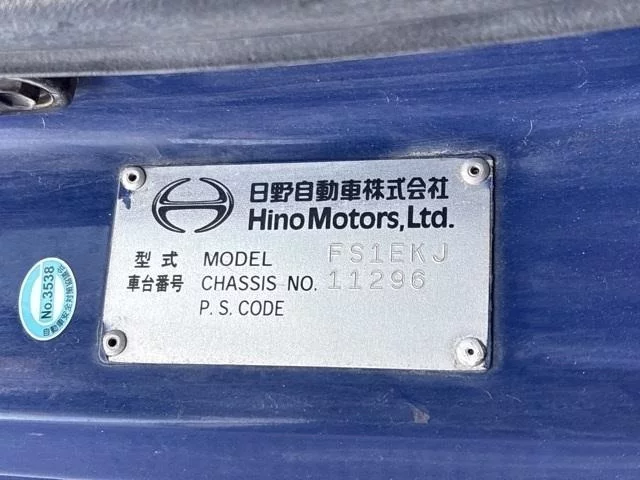 日野自動車株式会社
Hino Motors, Ltd.
型式 MODEL FS1EKJ
車台番号 CHASSIS NO. 11296
P. S. CODE
No.3538